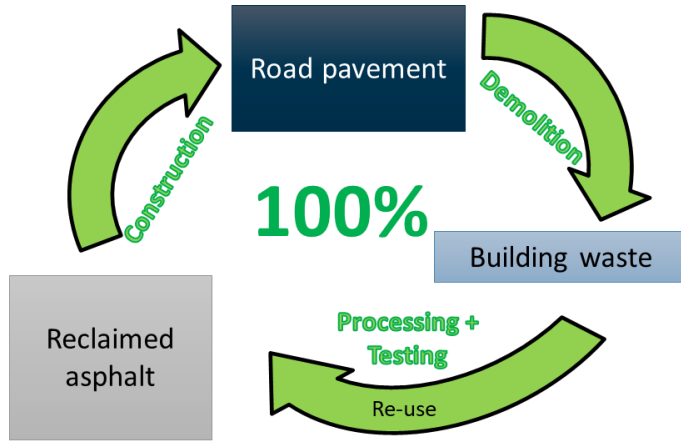 Road pavement
Demolition
Construction
100%
Building waste
Processing +
Testing
Reclaimed
asphalt
Re-use